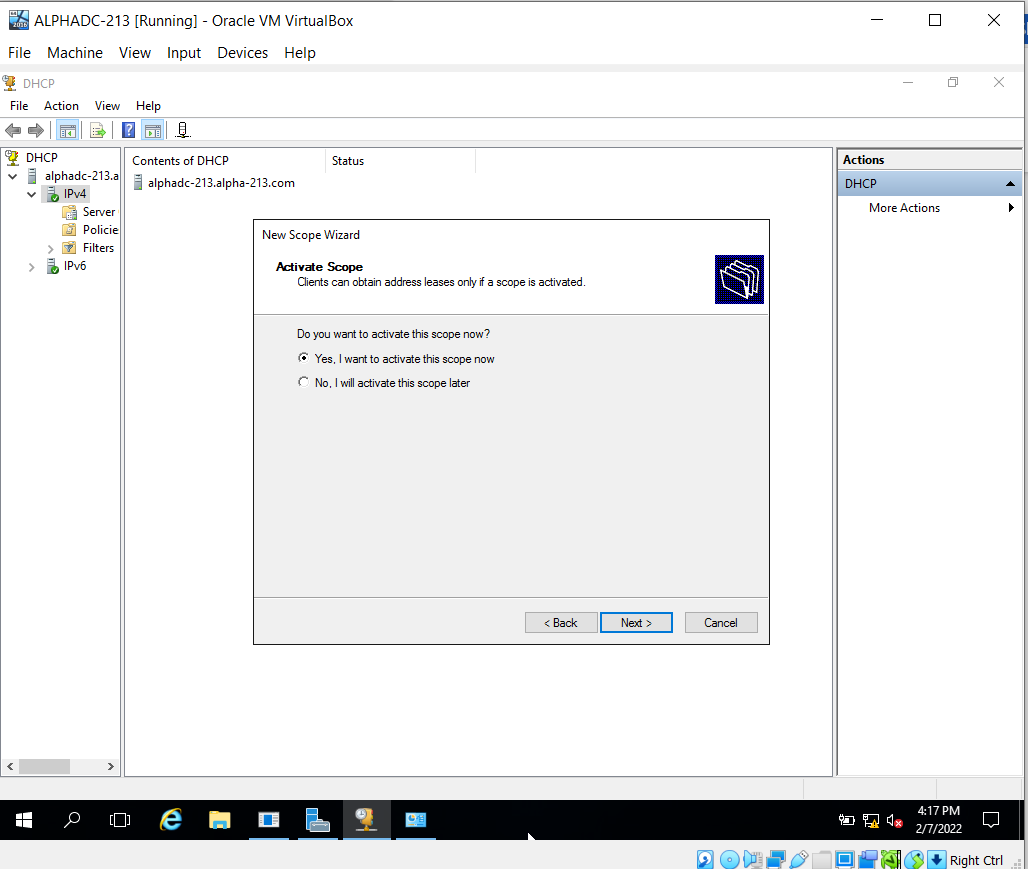 ALPHADC-213 [Running] - Oracle VM VirtualBox
File Machine View Input Devices Help
DHCP
File Action View Help
DHCP
alphadc-213.a
IPv4
Server
Policie
Filters
IPv6
Contents of DHCP Status
alphadc-213.alpha-213.com
Actions
DHCP
More Actions
New Scope Wizard
Activate Scope
Clients can obtain address leases only if a scope is activated.
Do you want to activate this scope now?
Yes, I want to activate this scope now
No, I will activate this scope later
< Back Next > Cancel
4:17 PM
2/7/2022
Right Ctrl